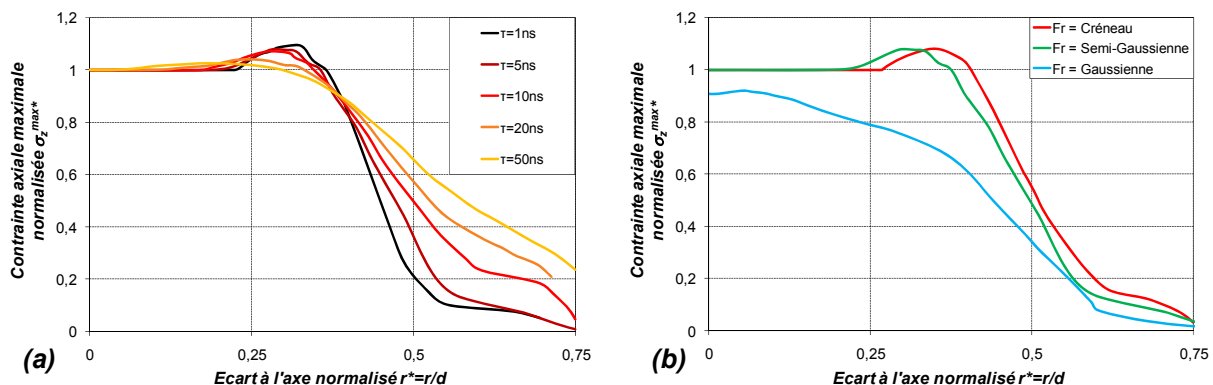 1,2
1
0,8
0,6
0,4
0,2
0
0
0,25
0,5
0,75
Contrainte axiale maximale
normalisée σz max*
Ecart à l'axe normalisé r*=r/d
τ=1ns
τ=5ns
τ=10ns
τ=20ns
τ=50ns
(a)
1,2
1
0,8
0,6
0,4
0,2
0
0
0,25
0,5
0,75
Contrainte axiale maximale
normalisée σz max*
Ecart à l'axe normalisé r*=r/d
Fr = Créneau
Fr = Semi-Gaussienne
Fr = Gaussienne
(b)